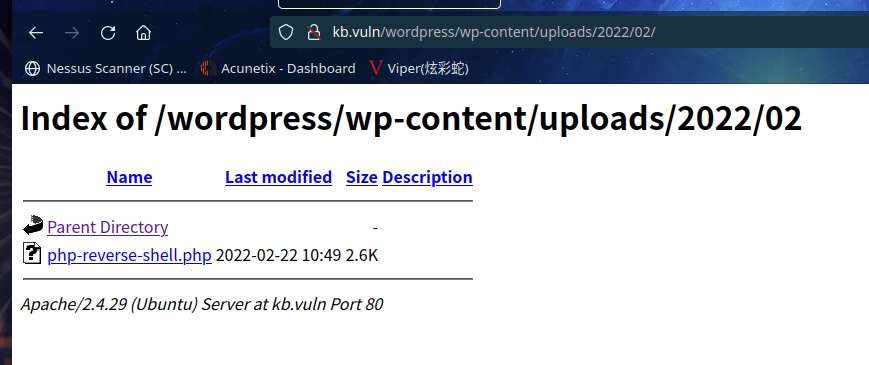 kb.vuln/wordpress/wp-content/uploads/2022/02/
Nessus Scanner (SC) ... Acunetix - Dashboard Viper(炫彩蛇)
Index of /wordpress/wp-content/uploads/2022/02
Name Last modified Size Description
Parent Directory -
php-reverse-shell.php 2022-02-22 10:49 2.6K
Apache/2.4.29 (Ubuntu) Server at kb.vuln Port 80